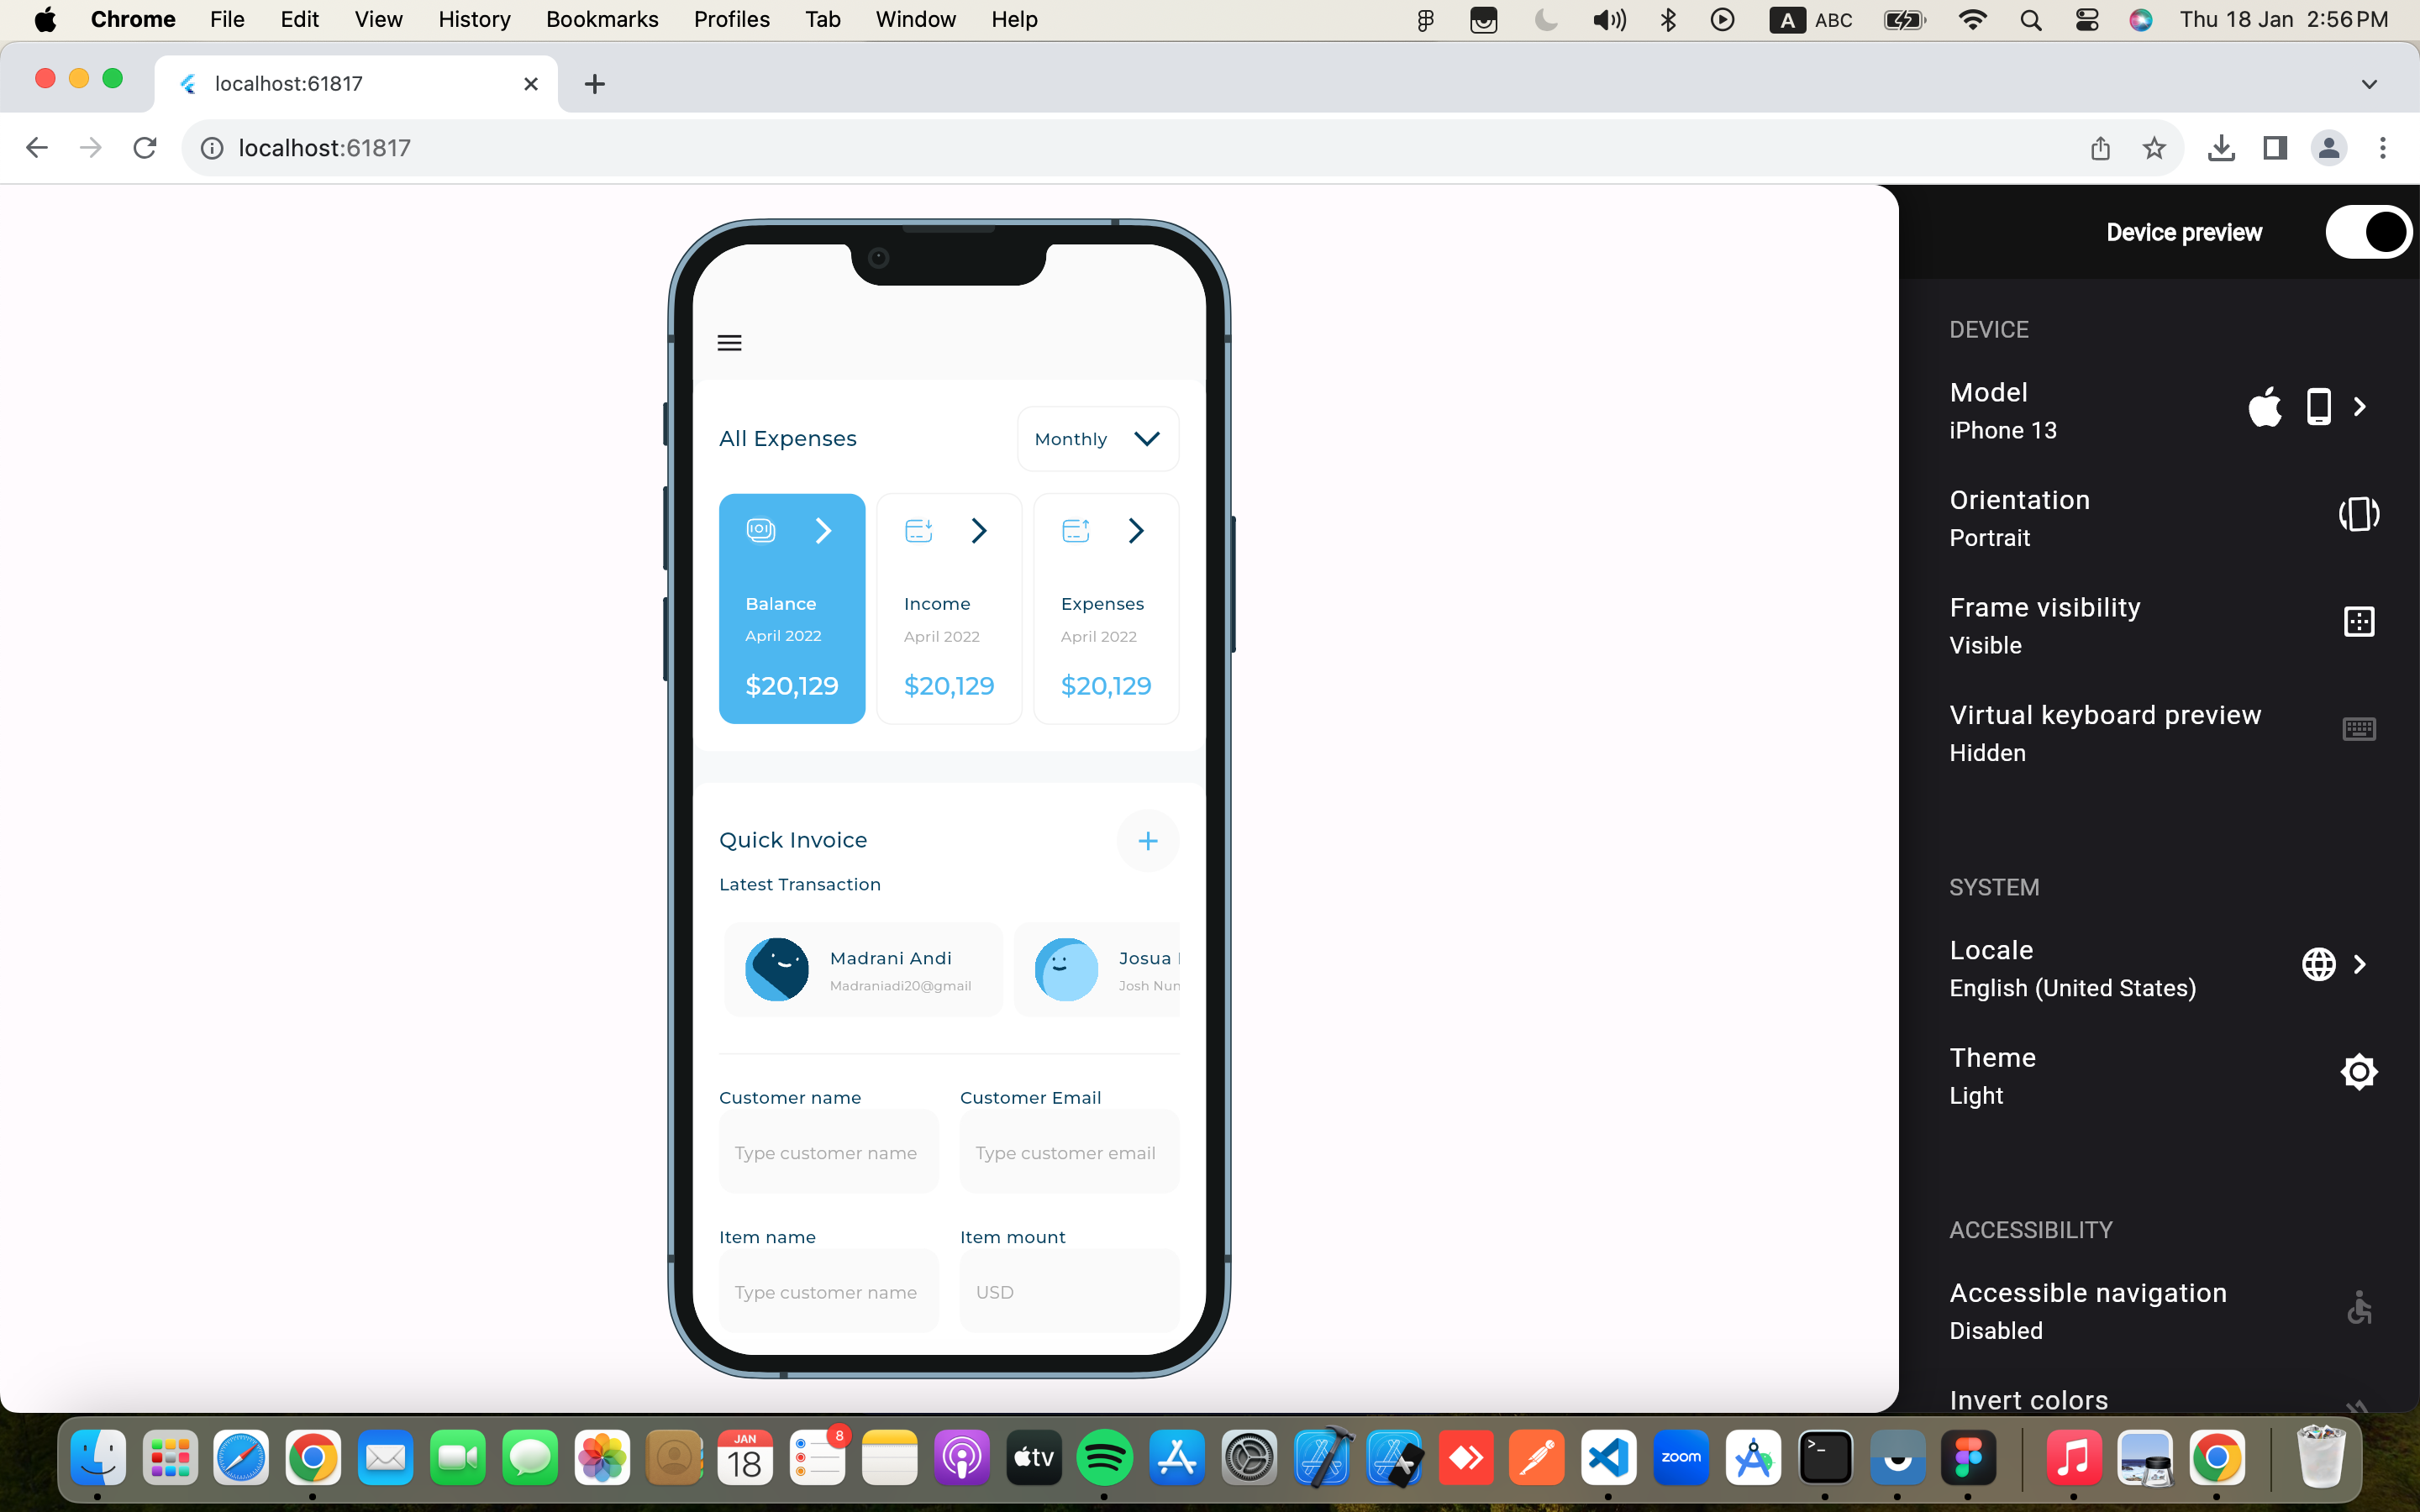 Chrome File Edit View History Bookmarks Profiles Tab Window Help
A ABC Thu 18 Jan 2:56 PM
localhost:61817
localhost:61817
All Expenses
Monthly
Balance
April 2022
$20,129
Income
April 2022
$20,129
Expenses
April 2022
$20,129
Quick Invoice
Latest Transaction
Madrani Andi
Madraniadi20@gmail
Josua
Josh
Customer name
Type customer name
Customer Email
Type customer email
Item name
Type customer name
Item mount
USD
Device preview
DEVICE
Model
iPhone 13
Orientation
Portrait
Frame visibility
Visible
Virtual keyboard preview
Hidden
SYSTEM
Locale
English (United States)
Theme
Light
ACCESSIBILITY
Accessible navigation
Disabled
Invert colors
JAN
18
8
tv
zoom